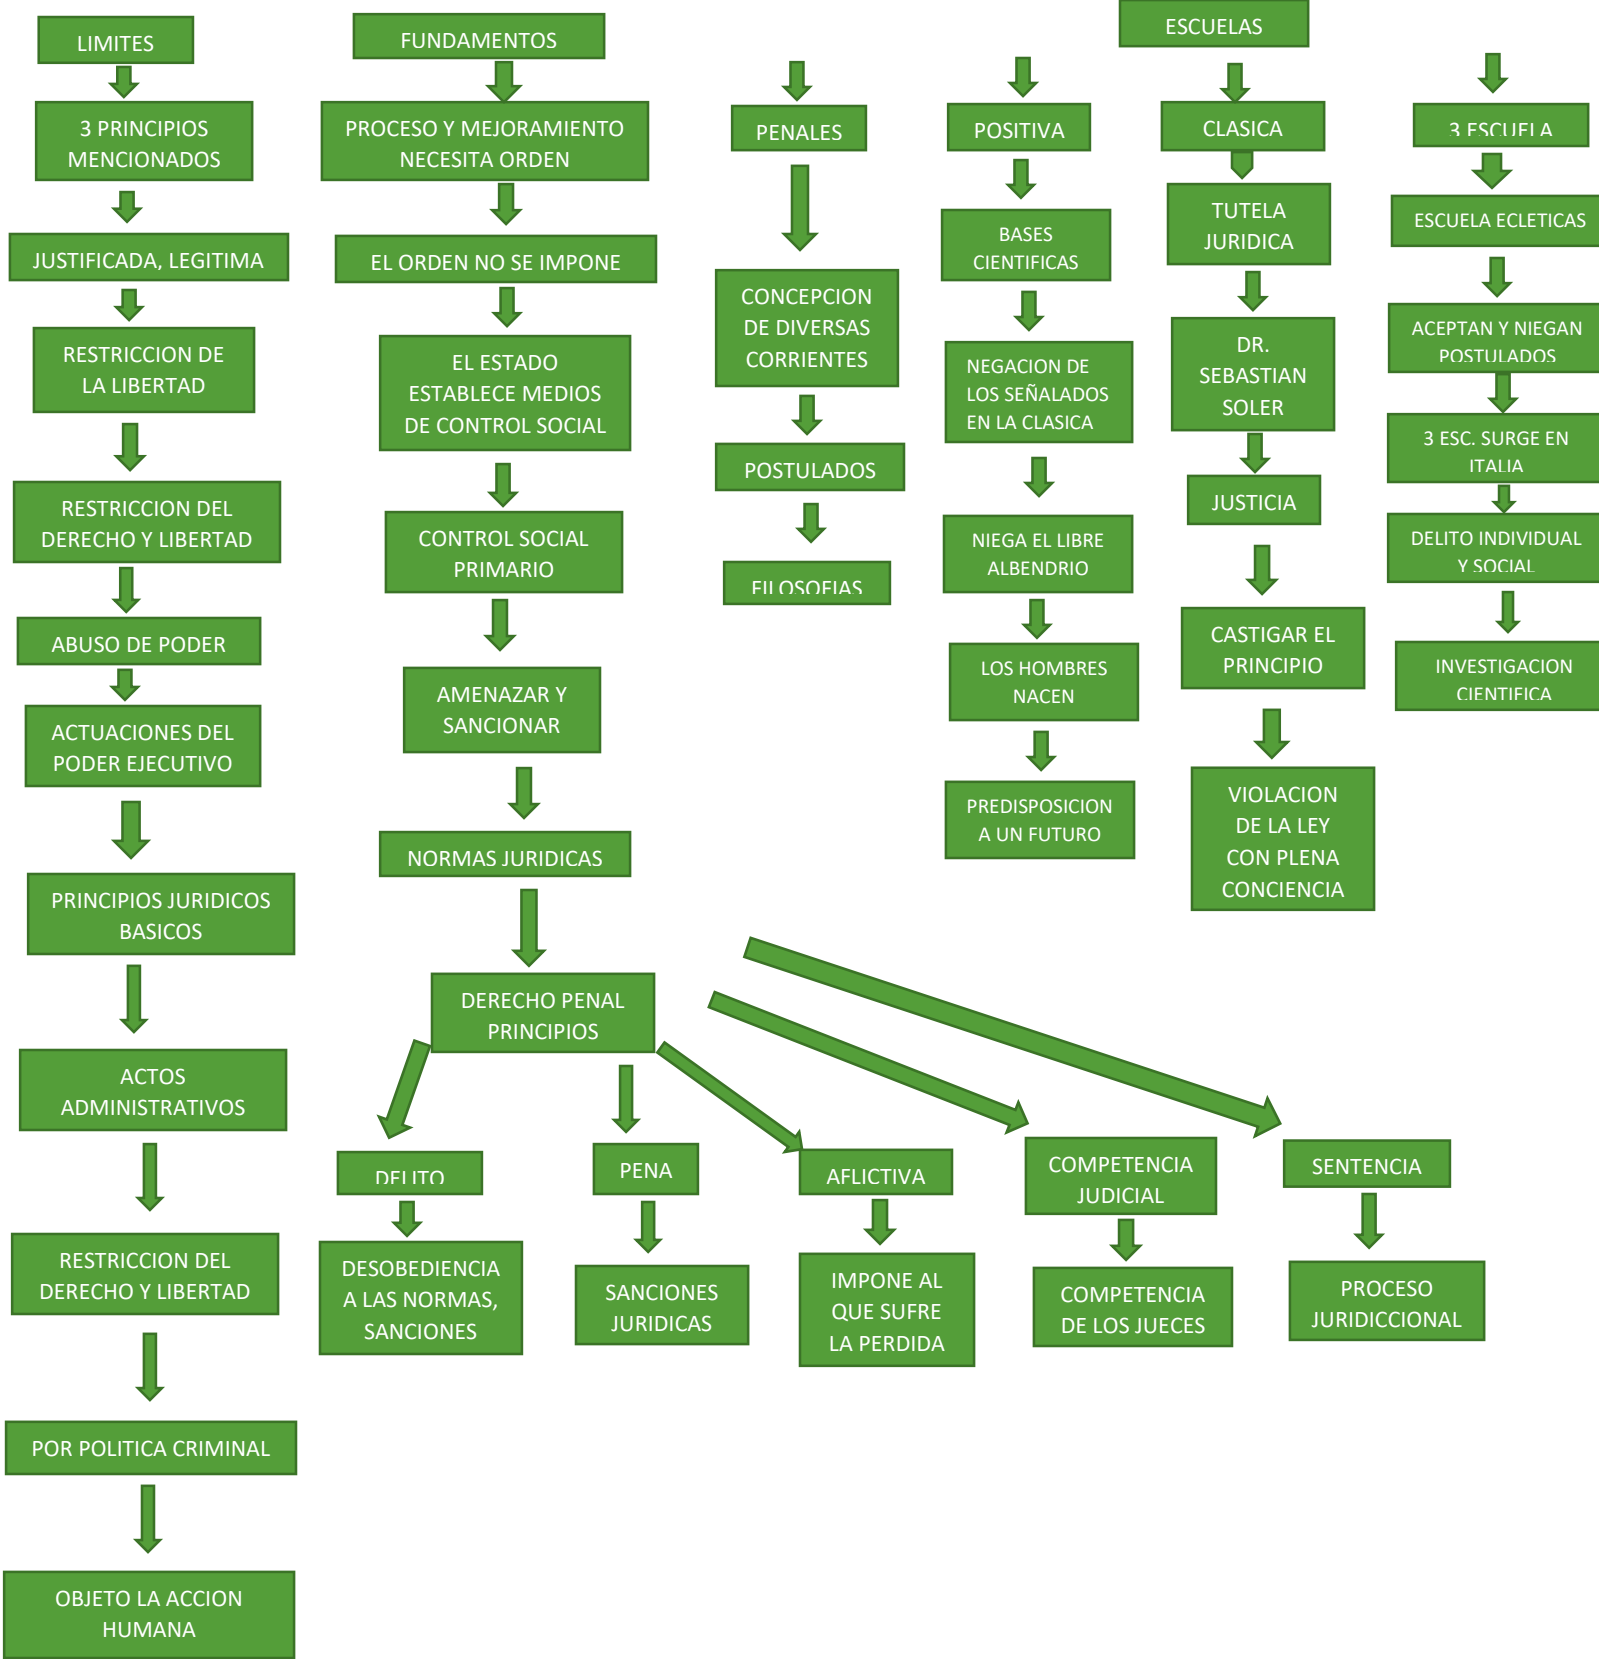 LIMITES
3 PRINCIPIOS
MENCIONADOS
JUSTIFICADA, LEGITIMA
RESTRICCION DE
LA LIBERTAD
RESTRICCION DEL
DERECHO Y LIBERTAD
ABUSO DE PODER
ACTUACIONES DEL
PODER EJECUTIVO
PRINCIPIOS JURIDICOS
BASICOS
ACTOS
ADMINISTRATIVOS
RESTRICCION DEL
DERECHO Y LIBERTAD
POR POLITICA CRIMINAL
OBJETO LA ACCION
HUMANA
FUNDAMENTOS
PROCESO Y MEJORAMIENTO
NECESITA ORDEN
EL ORDEN NO SE IMPONE
EL ESTADO
ESTABLECE MEDIOS
DE CONTROL SOCIAL
CONTROL SOCIAL
PRIMARIO
AMENAZAR Y
SANCIONAR
NORMAS JURIDICAS
DERECHO PENAL
PRINCIPIOS
DELITO
DESOBEDIENCIA
A LAS NORMAS,
SANCIONES
PENA
SANCIONES
JURIDICAS
AFLICTIVA
IMPONE AL
QUE SUFRE
LA PERDIDA
COMPETENCIA
JUDICIAL
COMPETENCIA
DE LOS JUECES
SENTENCIA
PROCESO
JURIDICCIONAL
ESCUELAS
PENALES
CONCEPCION
DE DIVERSAS
CORRIENTES
POSTULADOS
FILOSOFIAS
POSITIVA
BASES
CIENTIFICAS
NEGACION DE
LOS SEÑALADOS
EN LA CLASICA
NIEGA EL LIBRE
ALBENDRIO
LOS HOMBRES
NACEN
PREDISPOSICION
A UN FUTURO
CLASICA
TUTELA
JURIDICA
DR.
SEBASTIAN
SOLER
JUSTICIA
CASTIGAR EL
PRINCIPIO
VIOLACION
DE LA LEY
CON PLENA
CONCIENCIA
3 ESCUELA
ESCUELA ECLETICAS
ACEPTAN Y NIEGAN
POSTULADOS
3 ESC. SURGE EN
ITALIA
DELITO INDIVIDUAL
Y SOCIAL
INVESTIGACION
CIENTIFICA